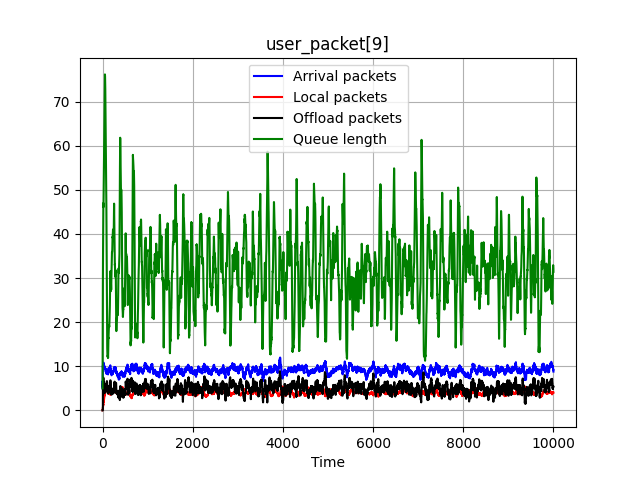 user_packet[9]
Arrival packets
Local packets
Offload packets
Queue length
70
60
50
40
30
20
10
0
0 2000 4000 6000 8000 10000
Time